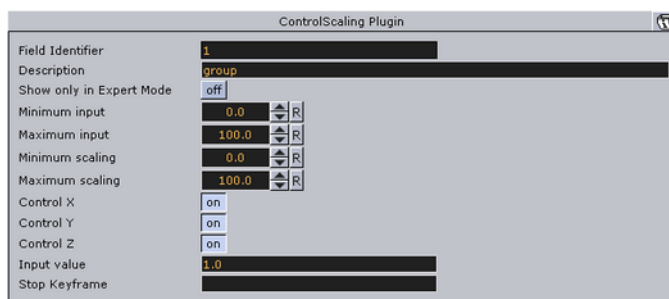 ControlScaling Plugin
Field Identifier 1
Description group
Show only in Expert Mode off
Minimum input 0.0 R
Maximum input 100.0 R
Minimum scaling 0.0 R
Maximum scaling 100.0 R
Control X on
Control Y on
Control Z on
Input value 1.0
Stop Keyframe